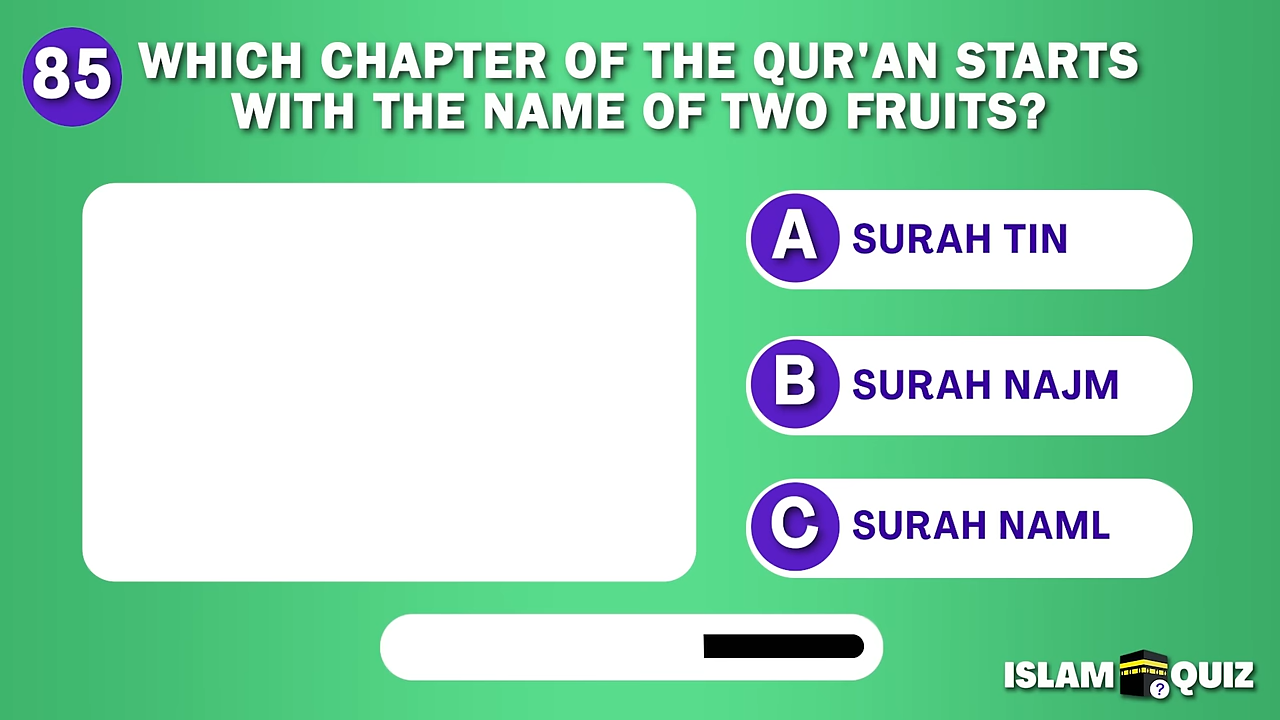 85
WHICH CHAPTER OF THE QUR'AN STARTS
WITH THE NAME OF TWO FRUITS?
A SURAH TIN
B SURAH NAJM
C SURAH NAML
ISLAM ? QUIZ